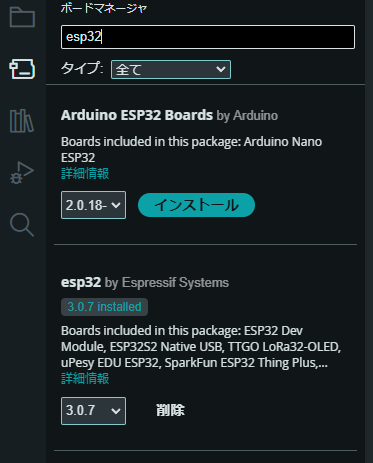 ボードマネージャ
esp32
タイプ: 全て
Arduino ESP32 Boards by Arduino
Boards included in this package: Arduino Nano
ESP32
詳細情報
2.0.18- インストール
esp32 by Espressif Systems
3.0.7 installed
Boards included in this package: ESP32 Dev
Module, ESP32S2 Native USB, TTGO LoRa32-OLED,
uPesy EDU ESP32, SparkFun ESP32 Thing Plus,...
詳細情報
3.0.7 削除